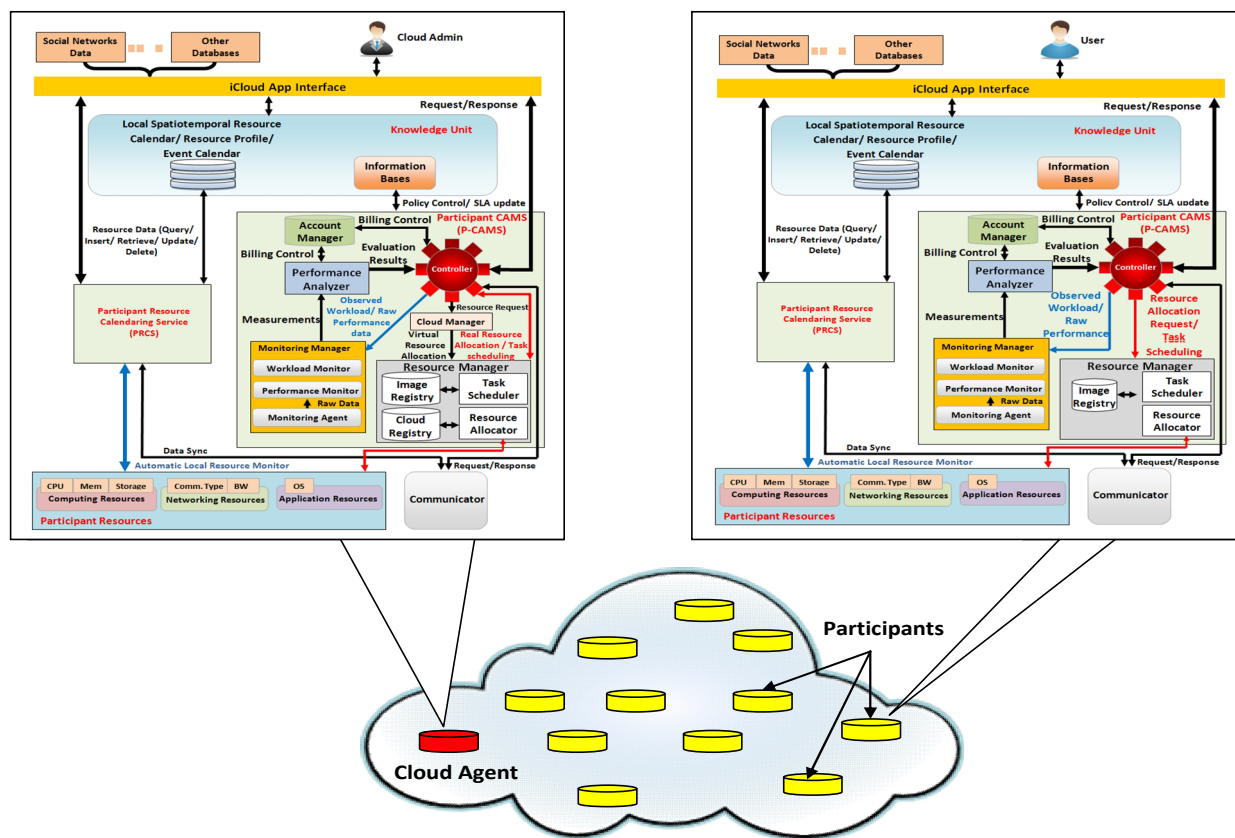 Social Networks
Data
Other
Databases
Cloud Admin
iCloud App Interface
Request/Response
Local Spatiotemporal Resource
Calendar/ Resource Profile/
Event Calendar
Knowledge Unit
Information
Bases
Policy Control/ SLA update
Resource Data (Query/
Insert/ Retrieve/ Update/
Delete)
Billing Control
Participant CAMS
(P-CAMS)
Account
Manager
Billing Control
Evaluation
Results
Controller
Performance
Analyzer
Participant Resource
Calendaring Service
(PRCS)
Measurements
Observed
Workload/ Raw
Performance
data
Resource Request
Cloud Manager
Virtual
Resource
Allocation
Real Resource
Allocation / Task
scheduling
Monitoring Manager
Workload Monitor
Performance Monitor
Raw Data
Monitoring Agent
Resource Manager
Image
Registry
Task
Scheduler
Cloud
Registry
Resource
Allocator
Data Sync
Automatic Local Resource Monitor
Request/Response
CPU
Mem
Storage
Computing Resources
Comm. Type
BW
Networking Resources
OS
Application Resources
Participant Resources
Communicator
Social Networks
Data
Other
Databases
User
iCloud App Interface
Request/Response
Local Spatiotemporal Resource
Calendar/ Resource Profile/
Event Calendar
Knowledge Unit
Information
Bases
Policy Control/ SLA update
Resource Data (Query/
Insert/ Retrieve/ Update/
Delete)
Billing Control
Participant CAMS
(P-CAMS)
Account
Manager
Billing Control
Evaluation
Results
Controller
Performance
Analyzer
Participant Resource
Calendaring Service
(PRCS)
Measurements
Observed
Workload/
Raw
Performance
Resource
Allocation
Request/
Task
Scheduling
Monitoring Manager
Workload Monitor
Performance Monitor
Raw Data
Monitoring Agent
Resource Manager
Image
Registry
Task
Scheduler
Resource
Allocator
Data Sync
Automatic Local Resource Monitor
Request/Response
CPU
Mem
Storage
Computing Resources
Comm. Type
BW
Networking Resources
OS
Application Resources
Participant Resources
Communicator
Participants
Cloud Agent